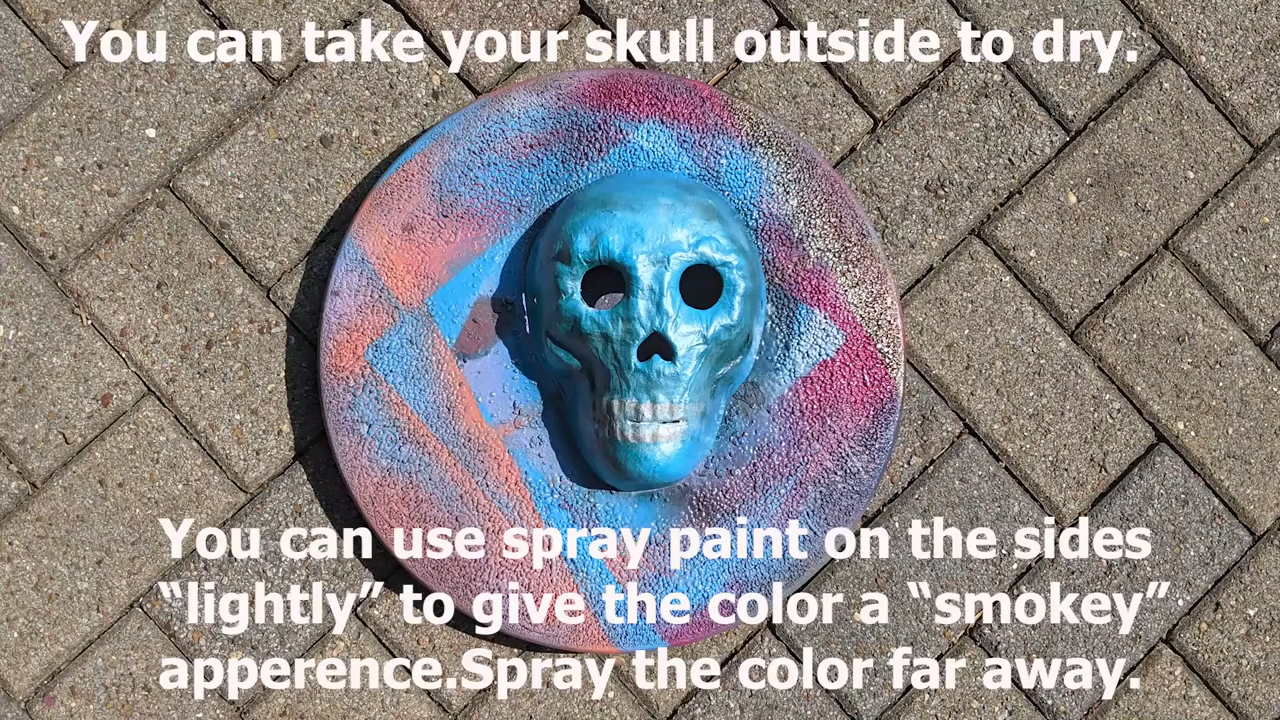 You can take your skull outside to dry.
You can use spray paint on the sides
“lightly” to give the color a “smokey”
apperence.Spray the color far away.